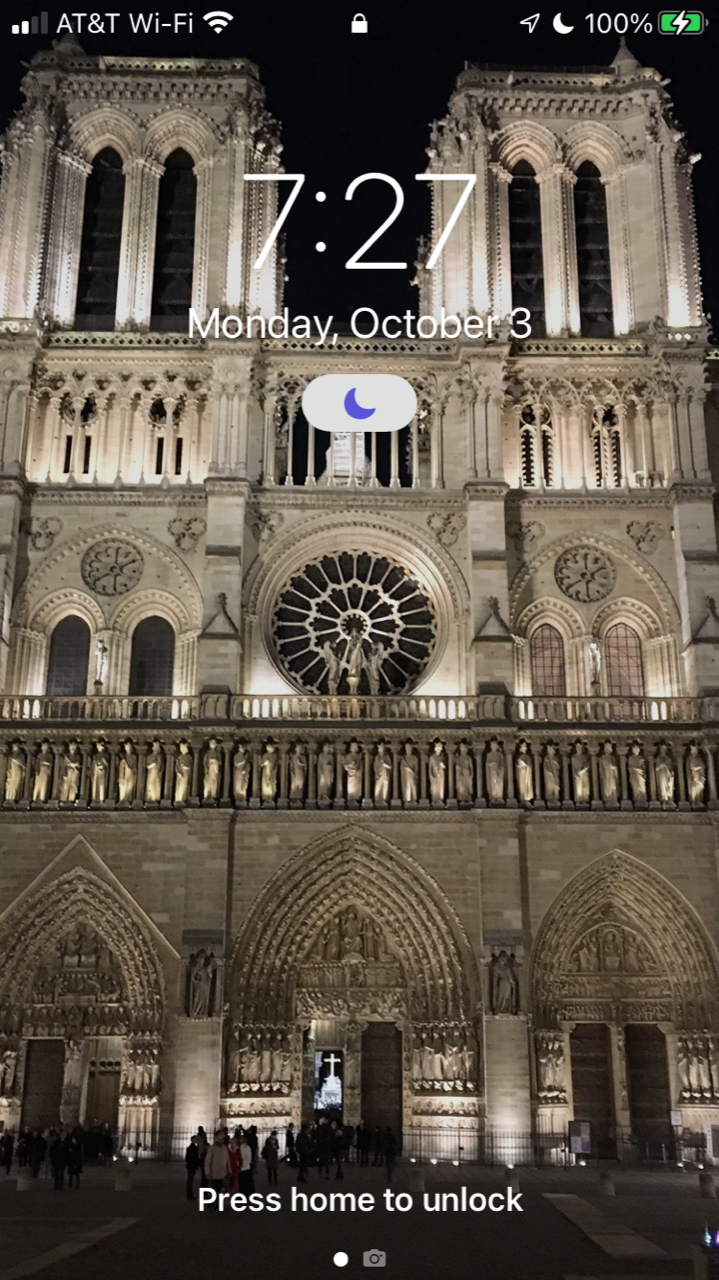 AT&T Wi-Fi 100%
7:27
Monday, October 3
Press home to unlock